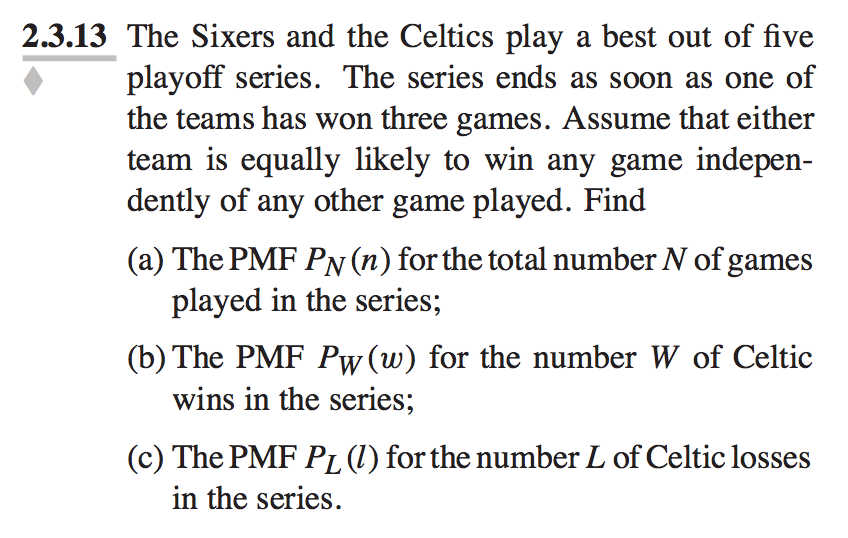 2.3.13 The Sixers and the Celtics play a best out of five
playoff series. The series ends as soon as one of
the teams has won three games. Assume that either
team is equally likely to win any game indepen-
dently of any other game played. Find
(a) The PMF P_N(n) for the total number N of games
played in the series;
(b) The PMF P_W(w) for the number W of Celtic
wins in the series;
(c) The PMF P_L(l) for the number L of Celtic losses
in the series.